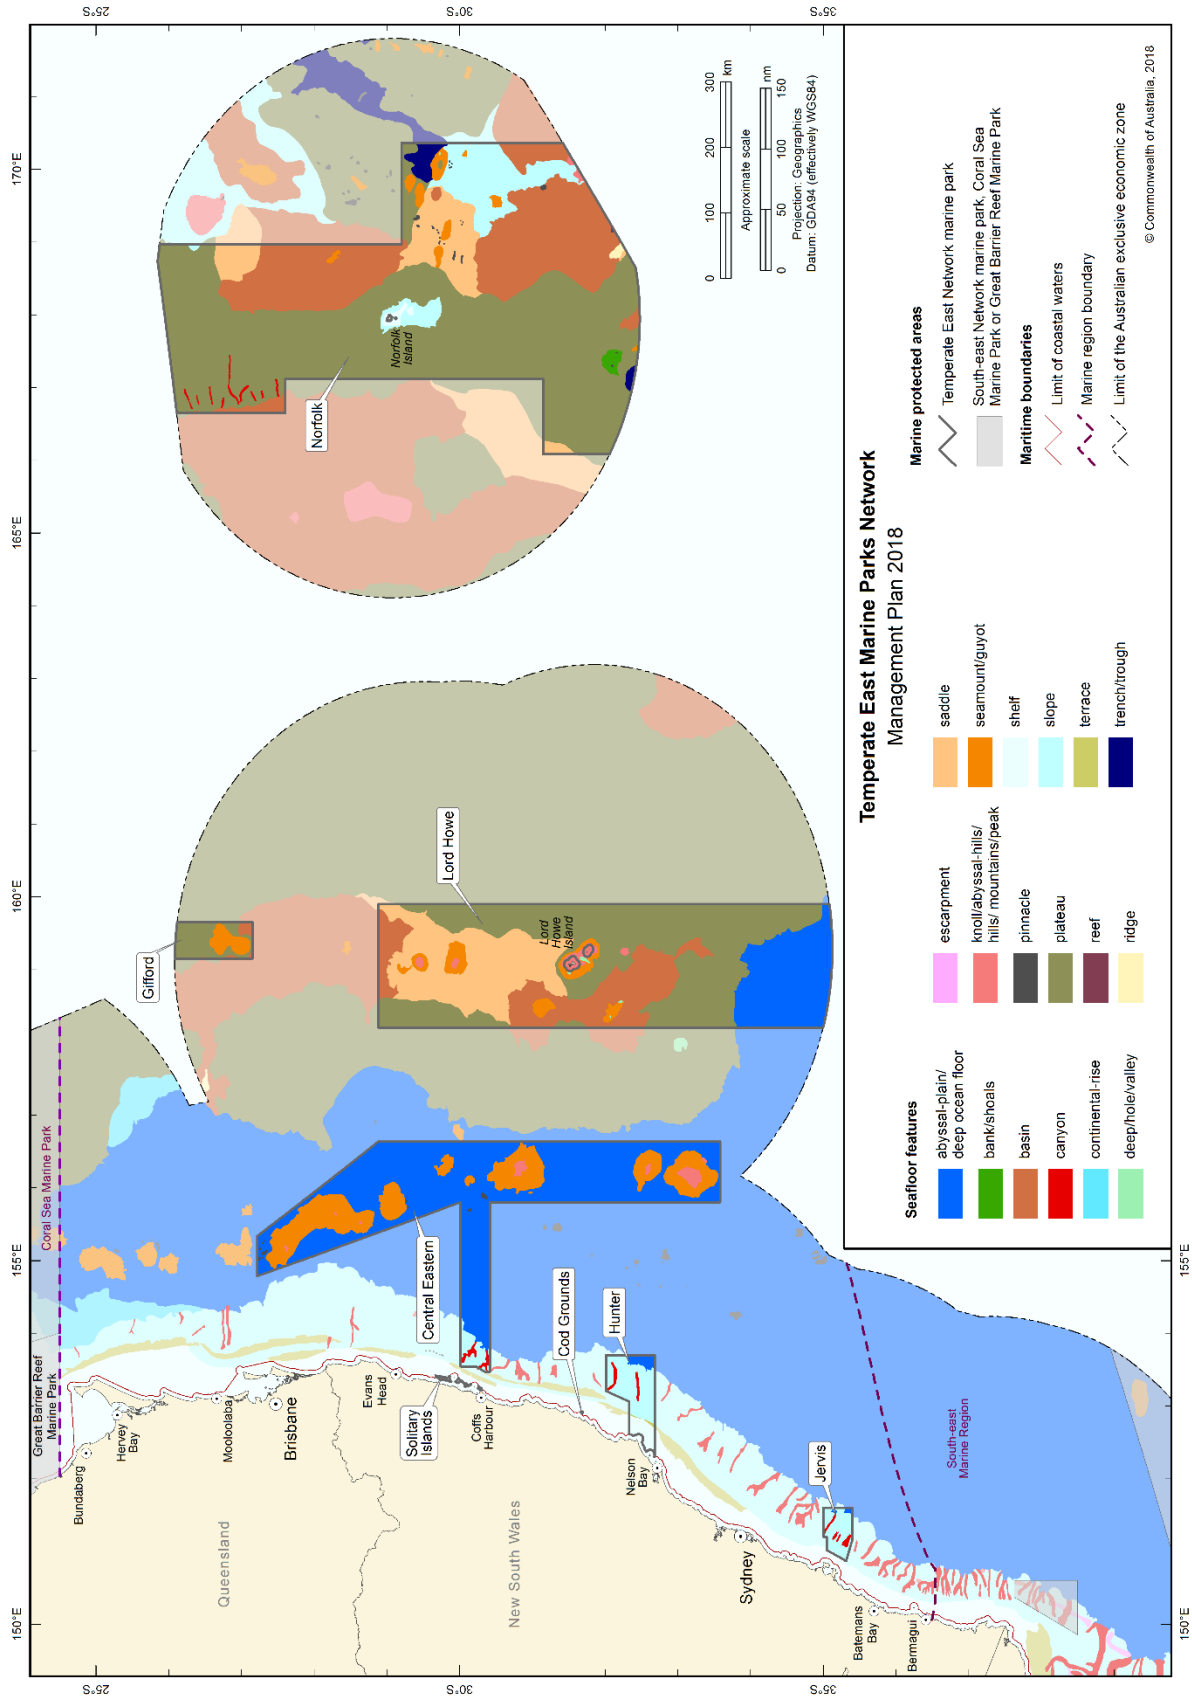 150°E
155°E
160°E
165°E
170°E
25°S
30°S
35°S
25°S
30°S
35°S
150°E
155°E
Great Barrier Reef
Marine Park
Coral Sea Marine Park
Bundaberg
Hervey
Bay
Mooloolaba
Brisbane
Queensland
Evans
Head
Solitary
Islands
Coffs
Harbour
New South Wales
Central Eastern
Cod Grounds
Hunter
Nelson
Bay
Sydney
Jervis
Batemans
Bay
Bermagui
South-east
Marine Region
Gifford
Lord Howe
Lord
Howe
Island
Norfolk
Norfolk
Island
0 100 200 300
km
Approximate scale
0 50 100 150
nm
Projection: Geographics
Datum: GDA94 (effectively WGS84)
Temperate East Marine Parks Network
Management Plan 2018
Seafloor features
abyssal-plain/
deep ocean floor
bank/shoals
basin
canyon
continental-rise
deep/hole/valley
escarpment
knoll/abyssal-hills/
hills/ mountains/peak
pinnacle
plateau
reef
ridge
saddle
seamount/guyot
shelf
slope
terrace
trench/trough
Marine protected areas
Temperate East Network marine park
South-east Network marine park, Coral Sea
Marine Park or Great Barrier Reef Marine Park
Maritime boundaries
Limit of coastal waters
Marine region boundary
Limit of the Australian exclusive economic zone
© Commonwealth of Australia, 2018